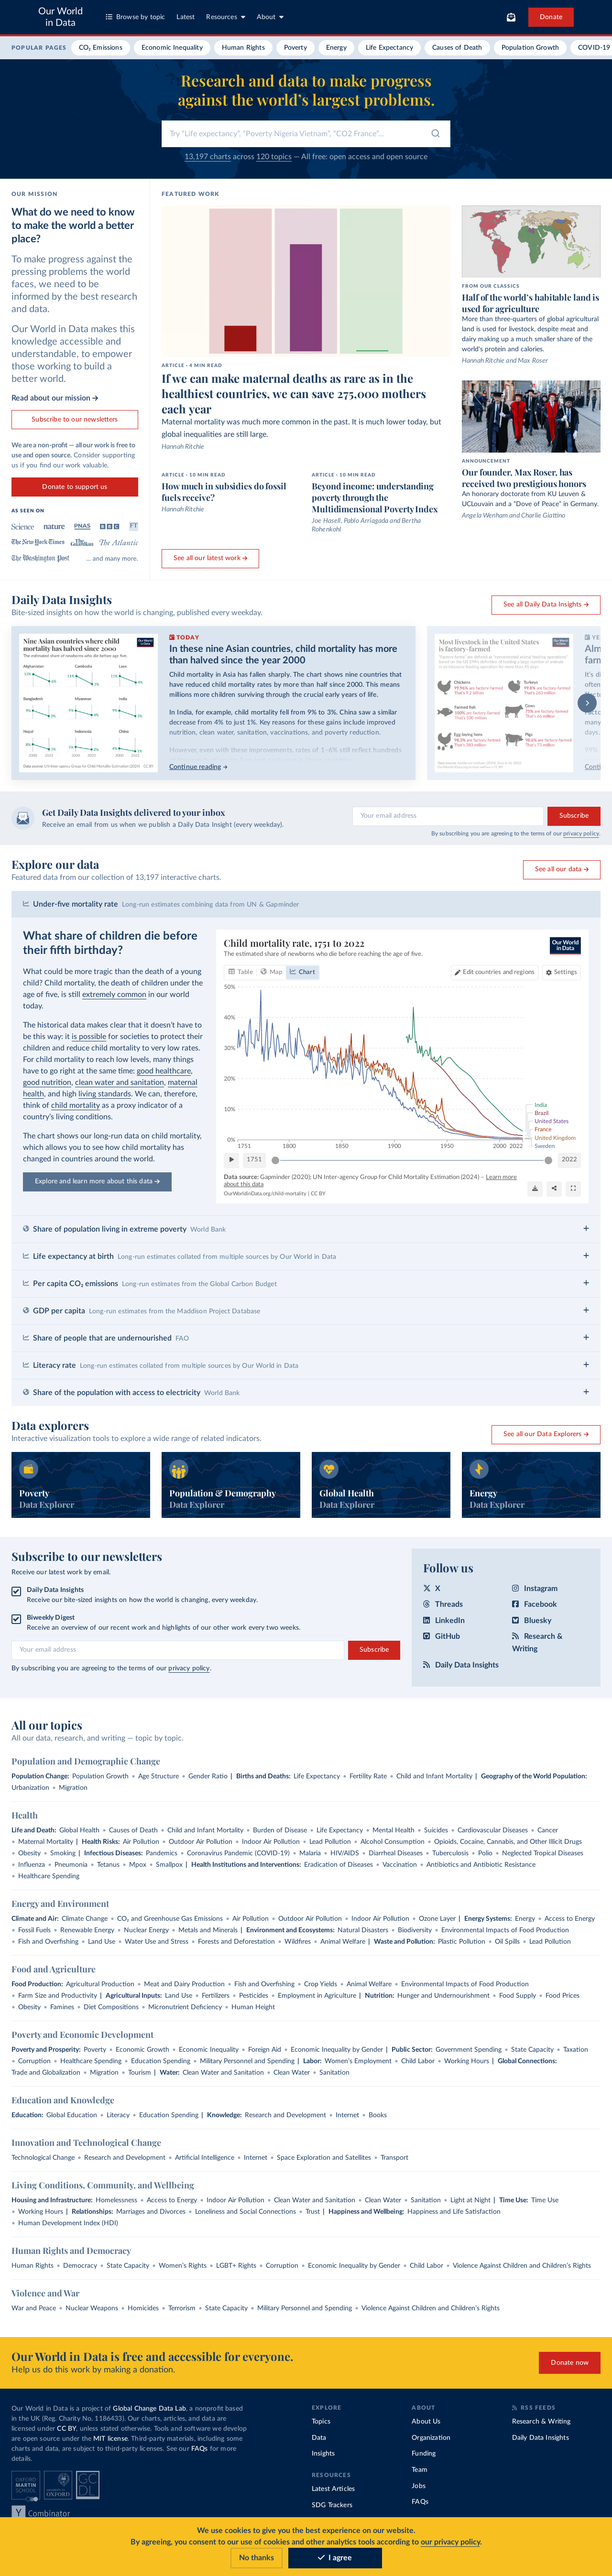 Our World
in Data
Browse by topic
Latest
Resources
About
Donate
POPULAR PAGES
CO₂ Emissions
Economic Inequality
Human Rights
Poverty
Energy
Life Expectancy
Causes of Death
Population Growth
COVID-19
Research and data to make progress
against the world's largest problems.
Try "Life expectancy", "Poverty Nigeria Vietnam", "CO2 France"...
13,197 charts across 120 topics — All free: open access and open source
OUR MISSION
What do we need to know
to make the world a better
place?
To make progress against the
pressing problems the world
faces, we need to be
informed by the best research
and data.
Our World in Data makes this
knowledge accessible and
understandable, to empower
those working to build a
better world.
Read about our mission →
Subscribe to our newsletters
We are a non-profit — all our work is free to
use and open source. Consider supporting
us if you find our work valuable.
Donate to support us
AS SEEN ON
Science
nature
PNAS
BBC
FT
The New York Times
The Guardian
The Atlantic
The Washington Post
... and many more.
FEATURED WORK
ARTICLE · 4 MIN READ
If we can make maternal deaths as rare as in the
healthiest countries, we can save 275,000 mothers
each year
Maternal mortality was much more common in the past. It is much lower today, but
global inequalities are still large.
Hannah Ritchie
ARTICLE · 10 MIN READ
How much in subsidies do fossil
fuels receive?
Hannah Ritchie
ARTICLE · 10 MIN READ
Beyond income: understanding
poverty through the
Multidimensional Poverty Index
Joe Hasell, Pablo Arriagada and Bertha
Rohenkohl
See all our latest work →
FROM OUR CLASSICS
Half of the world's habitable land is
used for agriculture
More than three-quarters of global agricultural
land is used for livestock, despite meat and
dairy making up a much smaller share of the
world's protein and calories.
Hannah Ritchie and Max Roser
ANNOUNCEMENT
Our founder, Max Roser, has
received two prestigious honors
An honorary doctorate from KU Leuven &
UCLouvain and a "Dove of Peace" in Germany.
Angela Wenham and Charlie Giattino
Daily Data Insights
Bite-sized insights on how the world is changing, published every weekday.
See all Daily Data Insights →
Nine Asian countries where child
mortality has halved since 2000
The estimated share of newborns who die before reaching the age of five.
Our World
in Data
Afghanistan
Cambodia
Laos
Bangladesh
Myanmar
Nepal
India
Indonesia
China
CC BY
TODAY
In these nine Asian countries, child mortality has more
than halved since the year 2000
Child mortality in Asia has fallen sharply. The chart shows nine countries that
have reduced child mortality rates by more than half since 2000. This means
millions more children surviving through the crucial early years of life.
In India, for example, child mortality fell from 9% to 3%. China saw a similar
decrease from 4% to just 1%. Key reasons for these gains include improved
nutrition, clean water, sanitation, vaccinations, and poverty reduction.
However, even with these improvements, rates of 1–6% still reflect hundreds
Continue reading →
Most livestock in the United States
is factory-farmed
Chickens
99.96% are factory-farmed
Turkeys
Farmed fish
100% are factory-farmed
Cows
75% are factory-farmed
Egg-laying hens
98.2% are factory-farmed
Pigs
98.6% are factory-farmed
Get Daily Data Insights delivered to your inbox
Receive an email from us when we publish a Daily Data Insight (every weekday).
Your email address
Subscribe
By subscribing you are agreeing to the terms of our privacy policy.
Explore our data
Featured data from our collection of 13,197 interactive charts.
See all our data →
Under-five mortality rate Long-run estimates combining data from UN & Gapminder
What share of children die before
their fifth birthday?
What could be more tragic than the death of a young
child? Child mortality, the death of children under the
age of five, is still extremely common in our world
today.
The historical data makes clear that it doesn't have to
be this way: it is possible for societies to protect their
children and reduce child mortality to very low rates.
For child mortality to reach low levels, many things
have to go right at the same time: good healthcare,
good nutrition, clean water and sanitation, maternal
health, and high living standards. We can, therefore,
think of child mortality as a proxy indicator of a
country's living conditions.
The chart shows our long-run data on child mortality,
which allows you to see how child mortality has
changed in countries around the world.
Explore and learn more about this data →
Child mortality rate, 1751 to 2022
The estimated share of newborns who die before reaching the age of five.
Our World
in Data
Table
Map
Chart
Edit countries and regions
Settings
50%
40%
30%
20%
10%
0%
1751
1800
1850
1900
1950
2000
2022
India
Brazil
United States
France
United Kingdom
Sweden
1751
2022
Data source: Gapminder (2020); UN Inter-agency Group for Child Mortality Estimation (2024) – Learn more
about this data
OurWorldinData.org/child-mortality | CC BY
Share of population living in extreme poverty World Bank
Life expectancy at birth Long-run estimates collated from multiple sources by Our World in Data
Per capita CO₂ emissions Long-run estimates from the Global Carbon Budget
GDP per capita Long-run estimates from the Maddison Project Database
Share of people that are undernourished FAO
Literacy rate Long-run estimates collated from multiple sources by Our World in Data
Share of the population with access to electricity World Bank
Data explorers
Interactive visualization tools to explore a wide range of related indicators.
See all our Data Explorers →
Poverty
Data Explorer
Population & Demography
Data Explorer
Global Health
Data Explorer
Energy
Data Explorer
Subscribe to our newsletters
Receive our latest work by email.
Daily Data Insights
Receive our bite-sized insights on how the world is changing, every weekday.
Biweekly Digest
Receive an overview of our recent work and highlights of our other work every two weeks.
Your email address
Subscribe
By subscribing you are agreeing to the terms of our privacy policy.
Follow us
X
Instagram
Threads
Facebook
LinkedIn
Bluesky
GitHub
Research &
Writing
Daily Data Insights
All our topics
All our data, research, and writing — topic by topic.
Population and Demographic Change
Population Change: Population Growth • Age Structure • Gender Ratio | Births and Deaths: Life Expectancy • Fertility Rate • Child and Infant Mortality | Geography of the World Population:
Urbanization • Migration
Health
Life and Death: Global Health • Causes of Death • Child and Infant Mortality • Burden of Disease • Life Expectancy • Mental Health • Suicides • Cardiovascular Diseases • Cancer
• Maternal Mortality | Health Risks: Air Pollution • Outdoor Air Pollution • Indoor Air Pollution • Lead Pollution • Alcohol Consumption • Opioids, Cocaine, Cannabis, and Other Illicit Drugs
• Obesity • Smoking | Infectious Diseases: Pandemics • Coronavirus Pandemic (COVID-19) • Malaria • HIV/AIDS • Diarrheal Diseases • Tuberculosis • Polio • Neglected Tropical Diseases
• Influenza • Pneumonia • Tetanus • Mpox • Smallpox | Health Institutions and Interventions: Eradication of Diseases • Vaccination • Antibiotics and Antibiotic Resistance
• Healthcare Spending
Energy and Environment
Climate and Air: Climate Change • CO₂ and Greenhouse Gas Emissions • Air Pollution • Outdoor Air Pollution • Indoor Air Pollution • Ozone Layer | Energy Systems: Energy • Access to Energy
• Fossil Fuels • Renewable Energy • Nuclear Energy • Metals and Minerals | Environment and Ecosystems: Natural Disasters • Biodiversity • Environmental Impacts of Food Production
• Fish and Overfishing • Land Use • Water Use and Stress • Forests and Deforestation • Wildfires • Animal Welfare | Waste and Pollution: Plastic Pollution • Oil Spills • Lead Pollution
Food and Agriculture
Food Production: Agricultural Production • Meat and Dairy Production • Fish and Overfishing • Crop Yields • Animal Welfare • Environmental Impacts of Food Production
• Farm Size and Productivity | Agricultural Inputs: Land Use • Fertilizers • Pesticides • Employment in Agriculture | Nutrition: Hunger and Undernourishment • Food Supply • Food Prices
• Obesity • Famines • Diet Compositions • Micronutrient Deficiency • Human Height
Poverty and Economic Development
Poverty and Prosperity: Poverty • Economic Growth • Economic Inequality • Foreign Aid • Economic Inequality by Gender | Public Sector: Government Spending • State Capacity • Taxation
• Corruption • Healthcare Spending • Education Spending • Military Personnel and Spending | Labor: Women's Employment • Child Labor • Working Hours | Global Connections:
Trade and Globalization • Migration • Tourism | Water: Clean Water and Sanitation • Clean Water • Sanitation
Education and Knowledge
Education: Global Education • Literacy • Education Spending | Knowledge: Research and Development • Internet • Books
Innovation and Technological Change
Technological Change • Research and Development • Artificial Intelligence • Internet • Space Exploration and Satellites • Transport
Living Conditions, Community, and Wellbeing
Housing and Infrastructure: Homelessness • Access to Energy • Indoor Air Pollution • Clean Water and Sanitation • Clean Water • Sanitation • Light at Night | Time Use: Time Use
• Working Hours | Relationships: Marriages and Divorces • Loneliness and Social Connections • Trust | Happiness and Wellbeing: Happiness and Life Satisfaction
• Human Development Index (HDI)
Human Rights and Democracy
Human Rights • Democracy • State Capacity • Women's Rights • LGBT+ Rights • Corruption • Economic Inequality by Gender • Child Labor • Violence Against Children and Children's Rights
Violence and War
War and Peace • Nuclear Weapons • Homicides • Terrorism • State Capacity • Military Personnel and Spending • Violence Against Children and Children's Rights
Our World in Data is free and accessible for everyone.
Help us do this work by making a donation.
Donate now
Our World in Data is a project of Global Change Data Lab, a nonprofit based
in the UK (Reg. Charity No. 1186433). Our charts, articles, and data are
licensed under CC BY, unless stated otherwise. Tools and software we develop
are open source under the MIT license. Third-party materials, including some
charts and data, are subject to third-party licenses. See our FAQs for more
details.
OXFORD
MARTIN
SCHOOL
UNIVERSITY OF
OXFORD
GC
DL
Y Combinator
EXPLORE
Topics
Data
Insights
RESOURCES
Latest Articles
SDG Trackers
ABOUT
About Us
Organization
Funding
Team
Jobs
FAQs
RSS FEEDS
Research & Writing
Daily Data Insights
We use cookies to give you the best experience on our website.
By agreeing, you consent to our use of cookies and other analytics tools according to our privacy policy.
No thanks
I agree